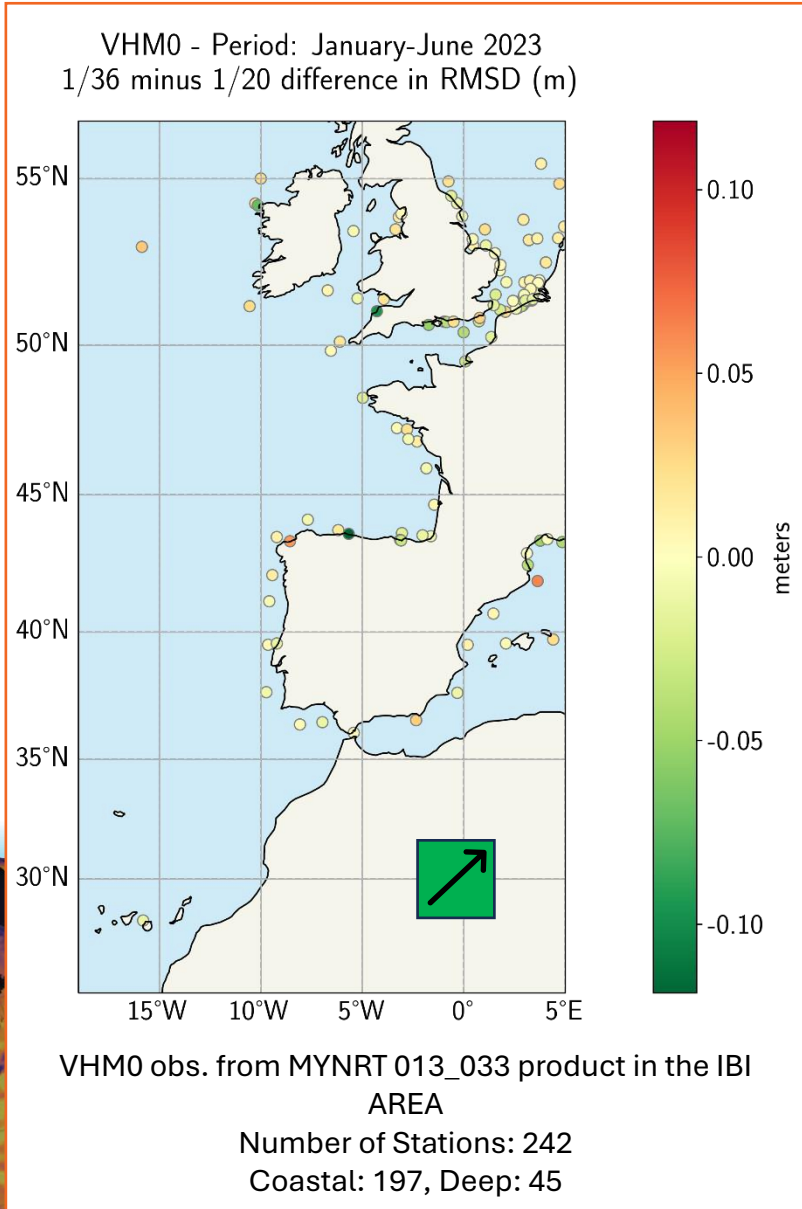 VHM0 - Period: January-June 2023
1/36 minus 1/20 difference in RMSD (m)
55°N
50°N
45°N
40°N
35°N
30°N
15°W 10°W 5°W 0° 5°E
0.10
0.05
0.00
-0.05
-0.10
meters
VHM0 obs. from MYNRT 013_033 product in the IBI
AREA
Number of Stations: 242
Coastal: 197, Deep: 45